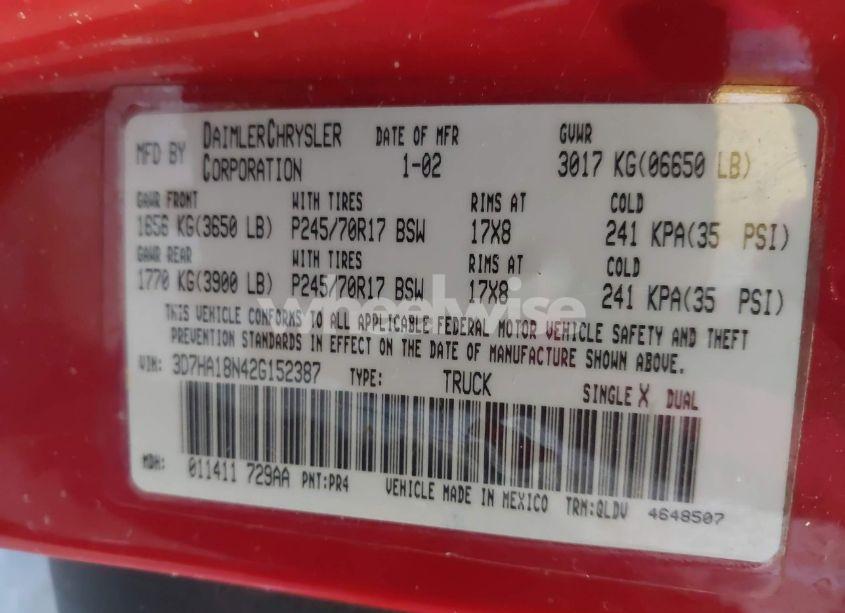 MFD BY DAIMLERCHRYSLER CORPORATION DATE OF MFR 1-02 GVWR 3017 KG(06650 LB)
GAWR FRONT WITH TIRES RIMS AT COLD
1656 KG(3650 LB) P245/70R17 BSW 17X8 241 KPA(35 PSI)
GAWR REAR WITH TIRES RIMS AT COLD
1770 KG(3900 LB) P245/70R17 BSW 17X8 241 KPA(35 PSI)
wheelwise
THIS VEHICLE CONFORMS TO ALL APPLICABLE FEDERAL MOTOR VEHICLE SAFETY AND THEFT
PREVENTION STANDARDS IN EFFECT ON THE DATE OF MANUFACTURE SHOWN ABOVE.
VIN: 3D7HA18N42G152387 TYPE: TRUCK SINGLE X DUAL
MDH: 011411 729AA PNT:PR4 VEHICLE MADE IN MEXICO TRM:QLDV 4648507